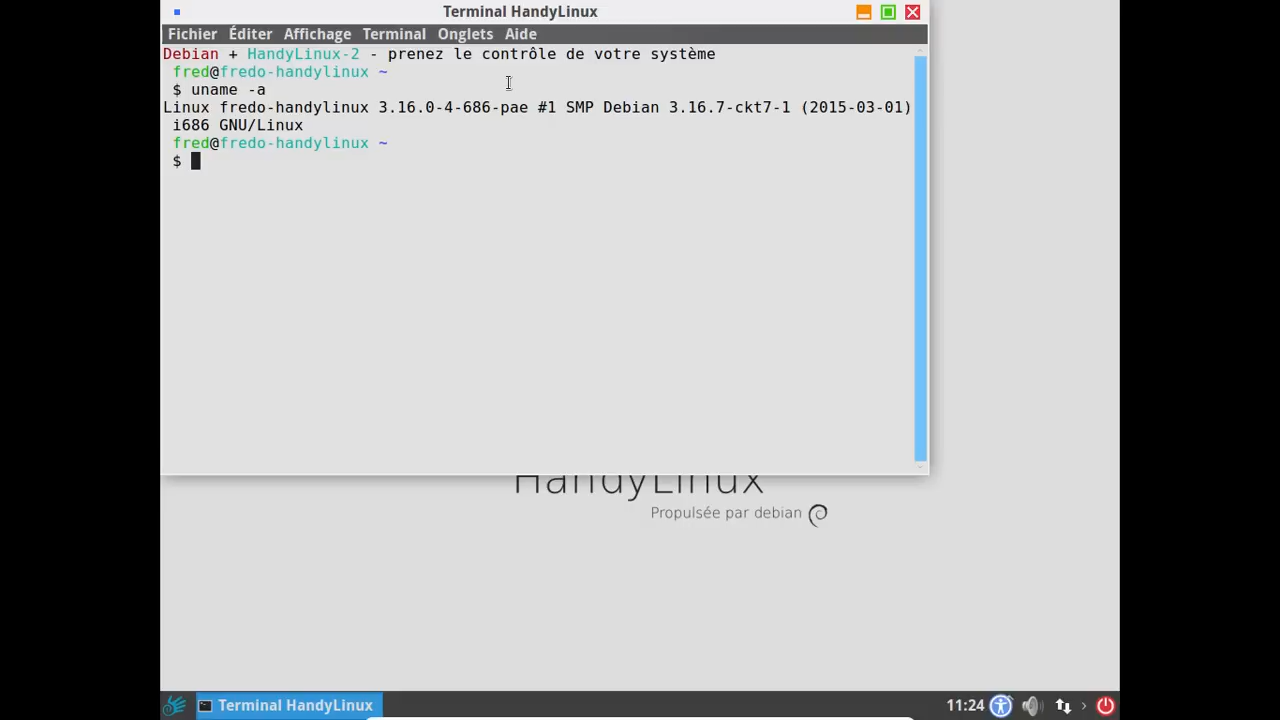 Terminal HandyLinux
Fichier Éditer Affichage Terminal Onglets Aide
Debian + HandyLinux-2 - prenez le contrôle de votre système
fred@fredo-handylinux ~
$ uname -a
Linux fredo-handylinux 3.16.0-4-686-pae #1 SMP Debian 3.16.7-ckt7-1 (2015-03-01)
i686 GNU/Linux
fred@fredo-handylinux ~
$
HandyLinux
Propulsée par debian
Terminal HandyLinux 11:24